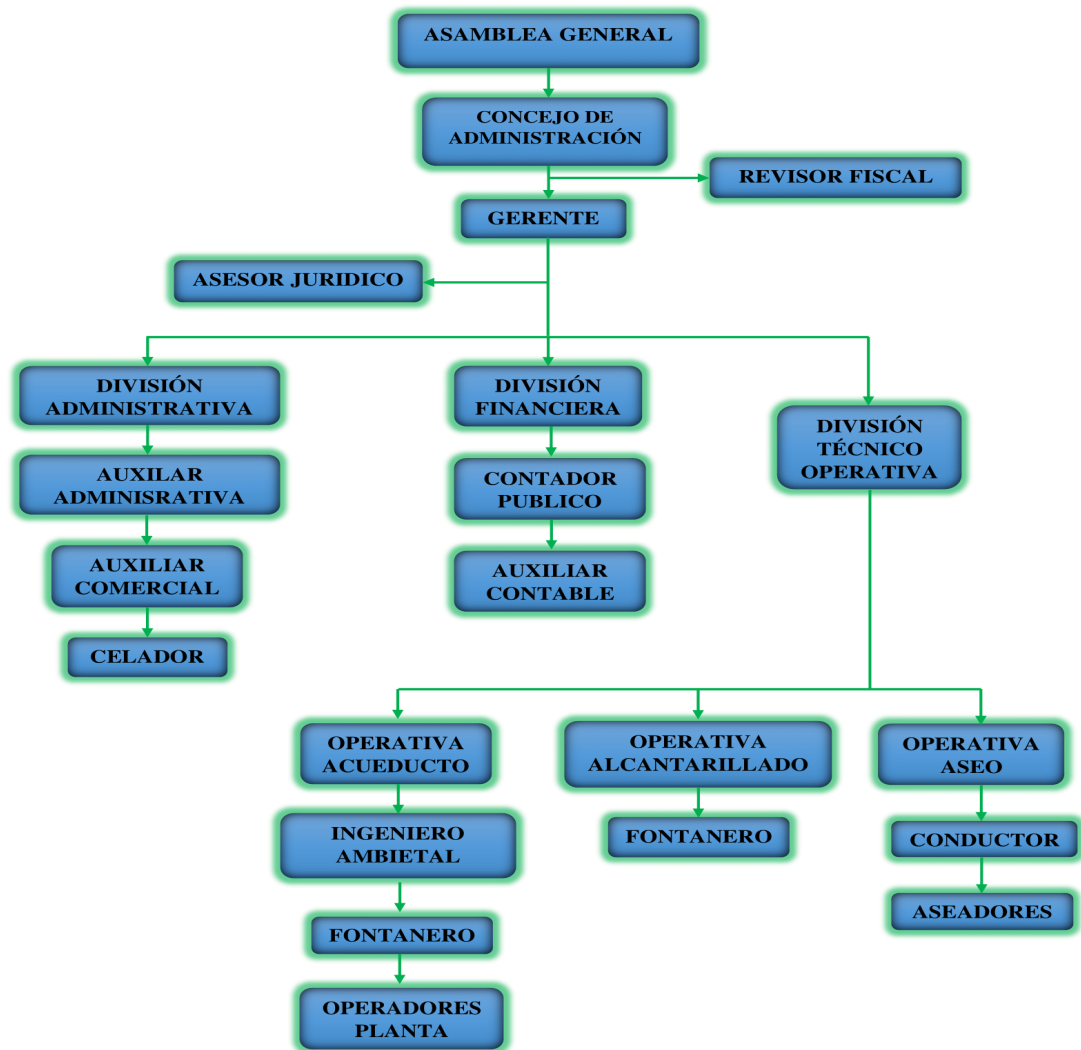 ASAMBLEA GENERAL
CONCEJO DE
ADMINISTRACIÓN
REVISOR FISCAL
GERENTE
ASESOR JURIDICO
DIVISIÓN
ADMINISTRATIVA
DIVISIÓN
FINANCIERA
DIVISIÓN
TÉCNICO
OPERATIVA
AUXILAR
ADMINISRATIVA
CONTADOR
PUBLICO
AUXILIAR
COMERCIAL
AUXILIAR
CONTABLE
CELADOR
OPERATIVA
ACUEDUCTO
OPERATIVA
ALCANTARILLADO
OPERATIVA
ASEO
INGENIERO
AMBIETAL
FONTANERO
CONDUCTOR
FONTANERO
ASEADORES
OPERADORES
PLANTA